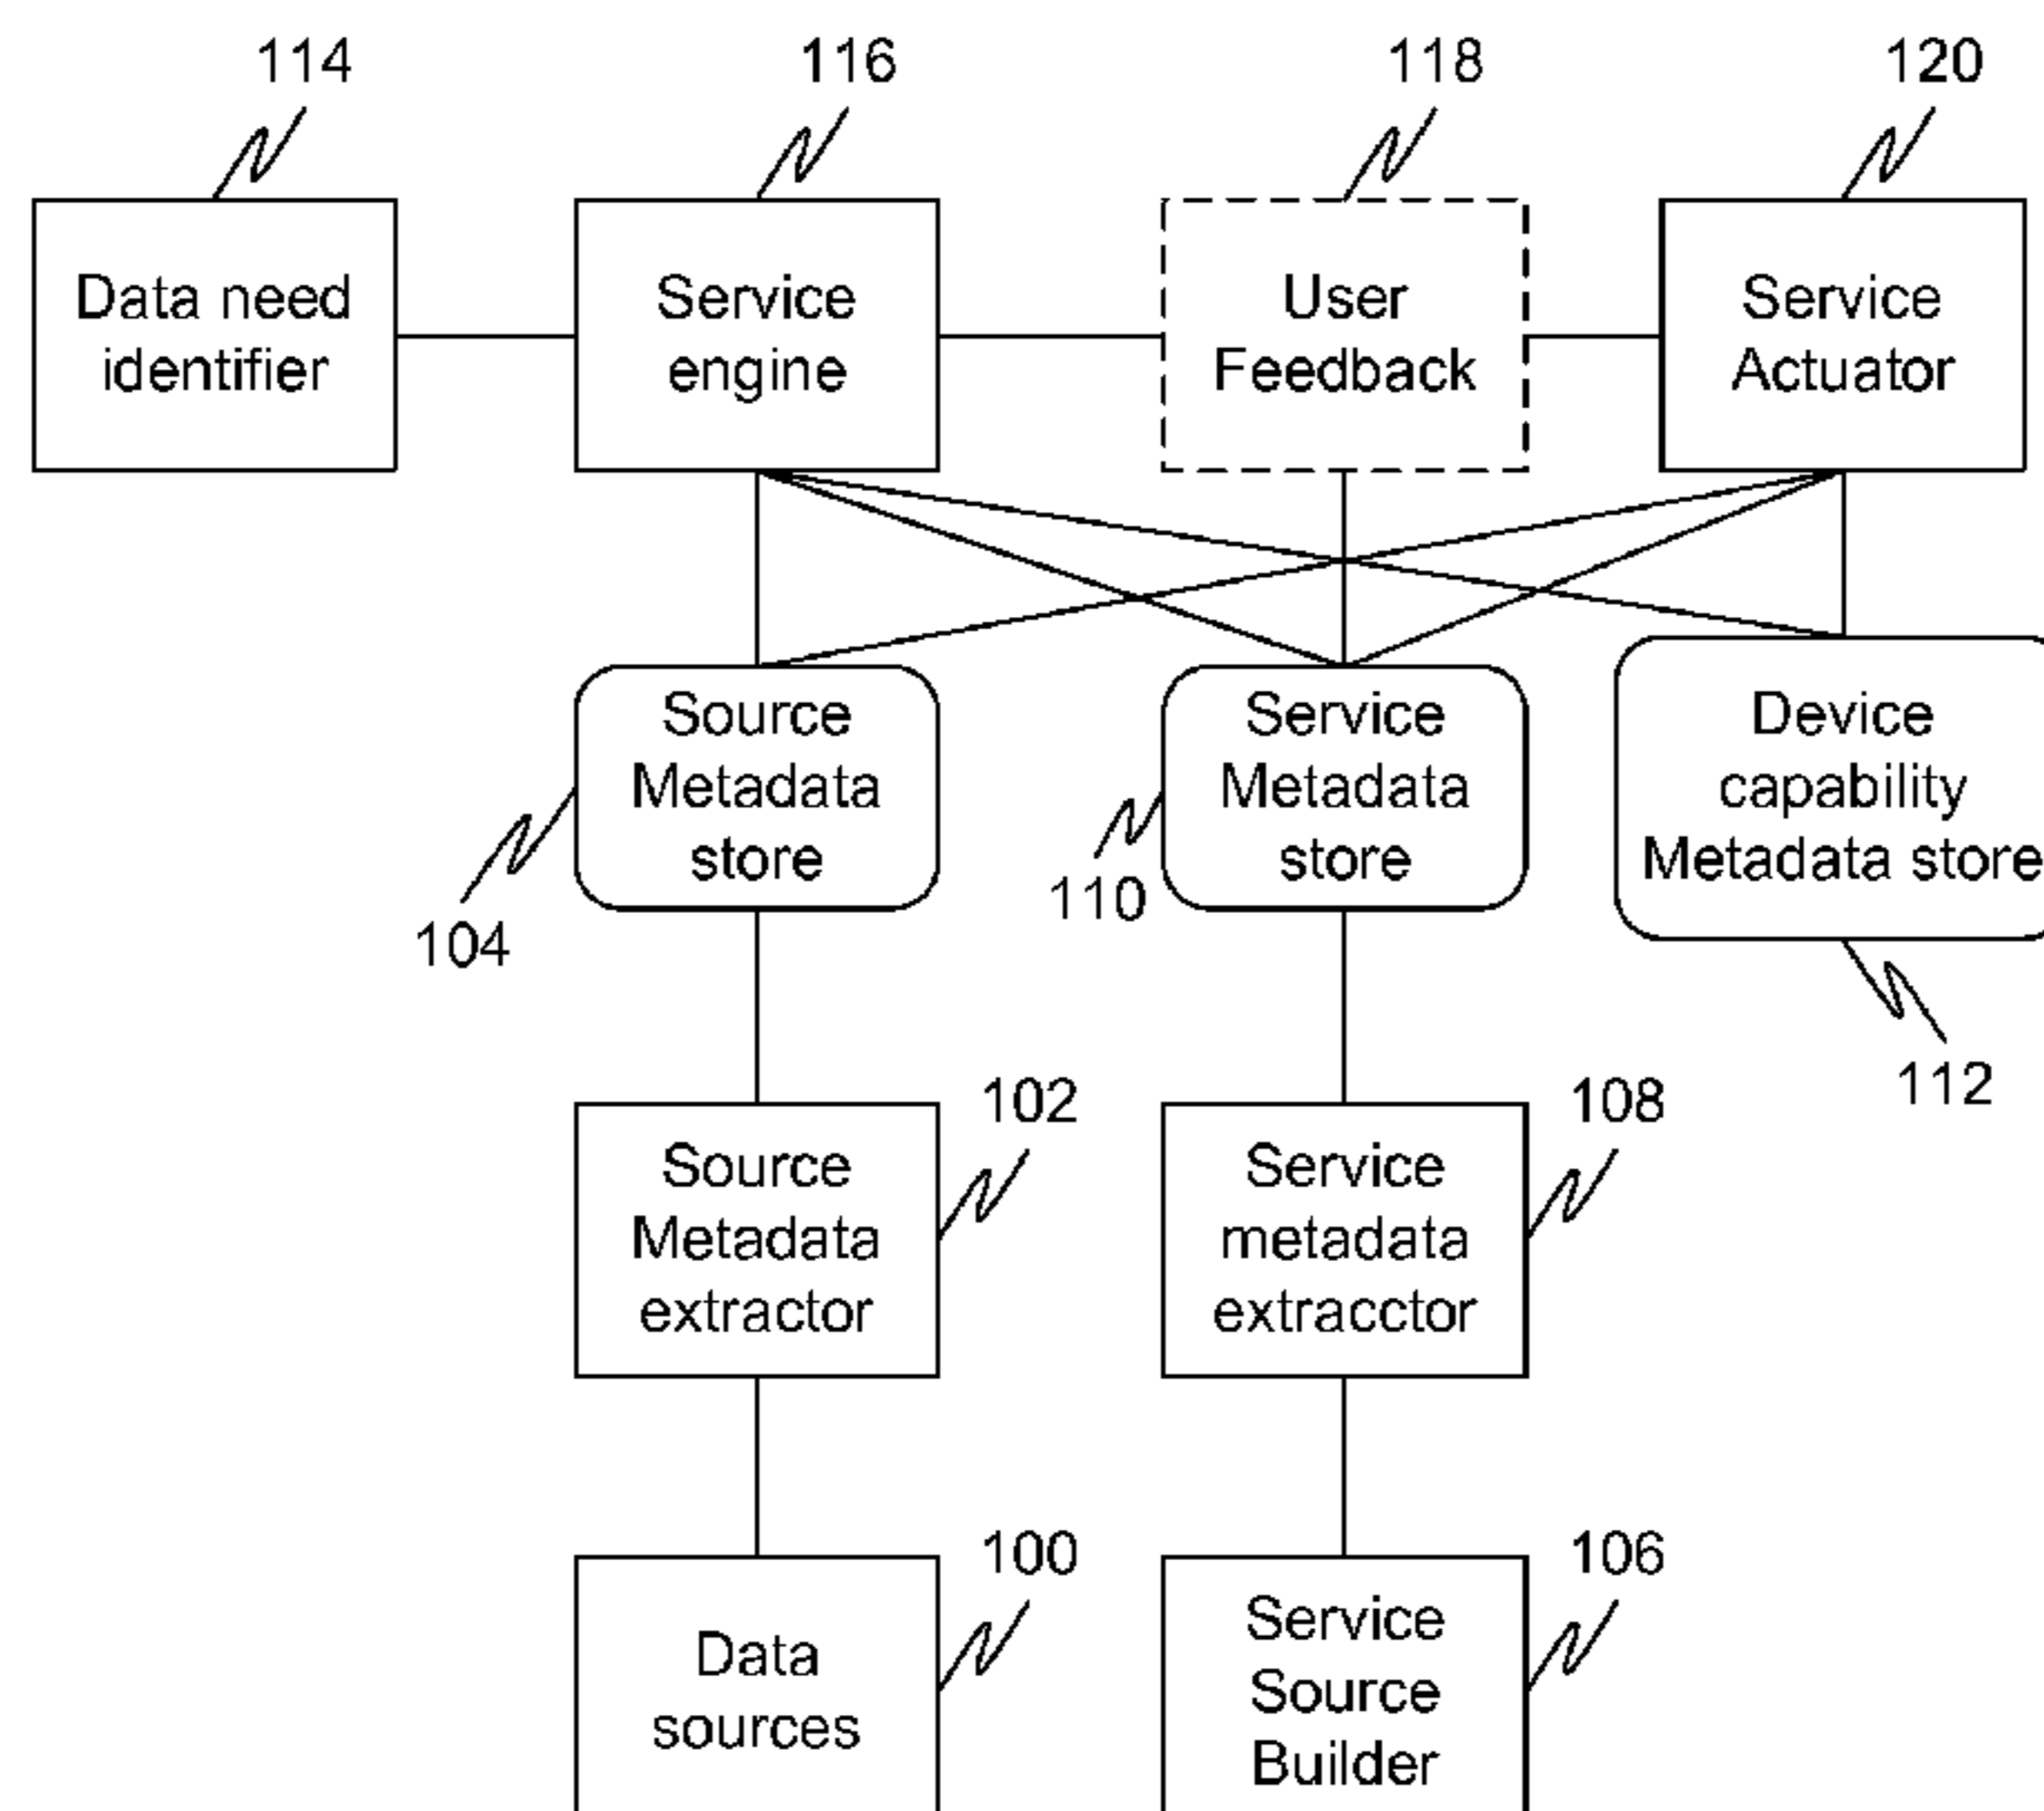 114
116
118
120
Data need
identifier
Service
engine
User
Feedback
Service
Actuator
Source
Metadata
store
Service
Metadata
store
Device
capability
Metadata store
104
110
112
102
108
Source
Metadata
extractor
Service
metadata
extracctor
100
106
Data
sources
Service
Source
Builder